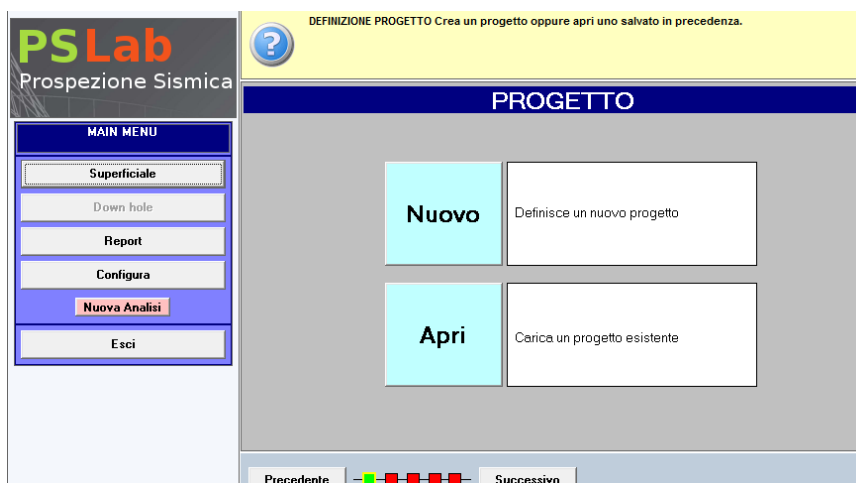 PSLab
Prospezione Sismica
MAIN MENU
Superficiale
Down hole
Report
Configura
Nuova Analisi
Esci
DEFINIZIONE PROGETTO Crea un progetto oppure apri uno salvato in precedenza.
PROGETTO
Nuovo
Definisce un nuovo progetto
Apri
Carica un progetto esistente
Precedente
Successivo